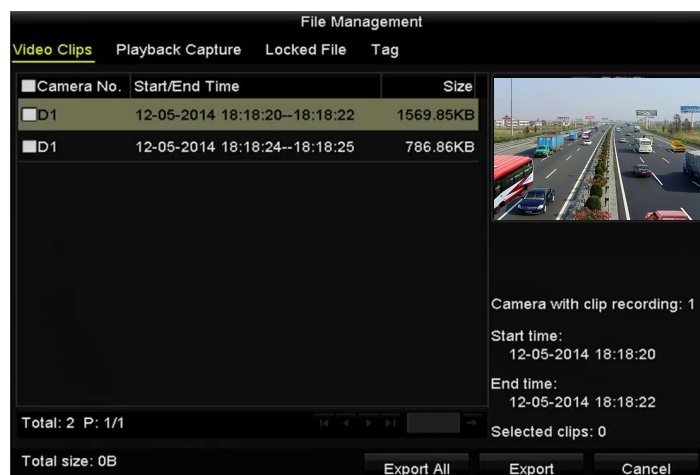 File Management
Video Clips Playback Capture Locked File Tag
Camera No. Start/End Time Size
D1 12-05-2014 18:18:20--18:18:22 1569.85KB
D1 12-05-2014 18:18:24--18:18:25 786.86KB
Camera with clip recording: 1
Start time:
12-05-2014 18:18:20
End time:
12-05-2014 18:18:22
Selected clips: 0
Total: 2 P: 1/1
Total size: 0B
Export All Export Cancel